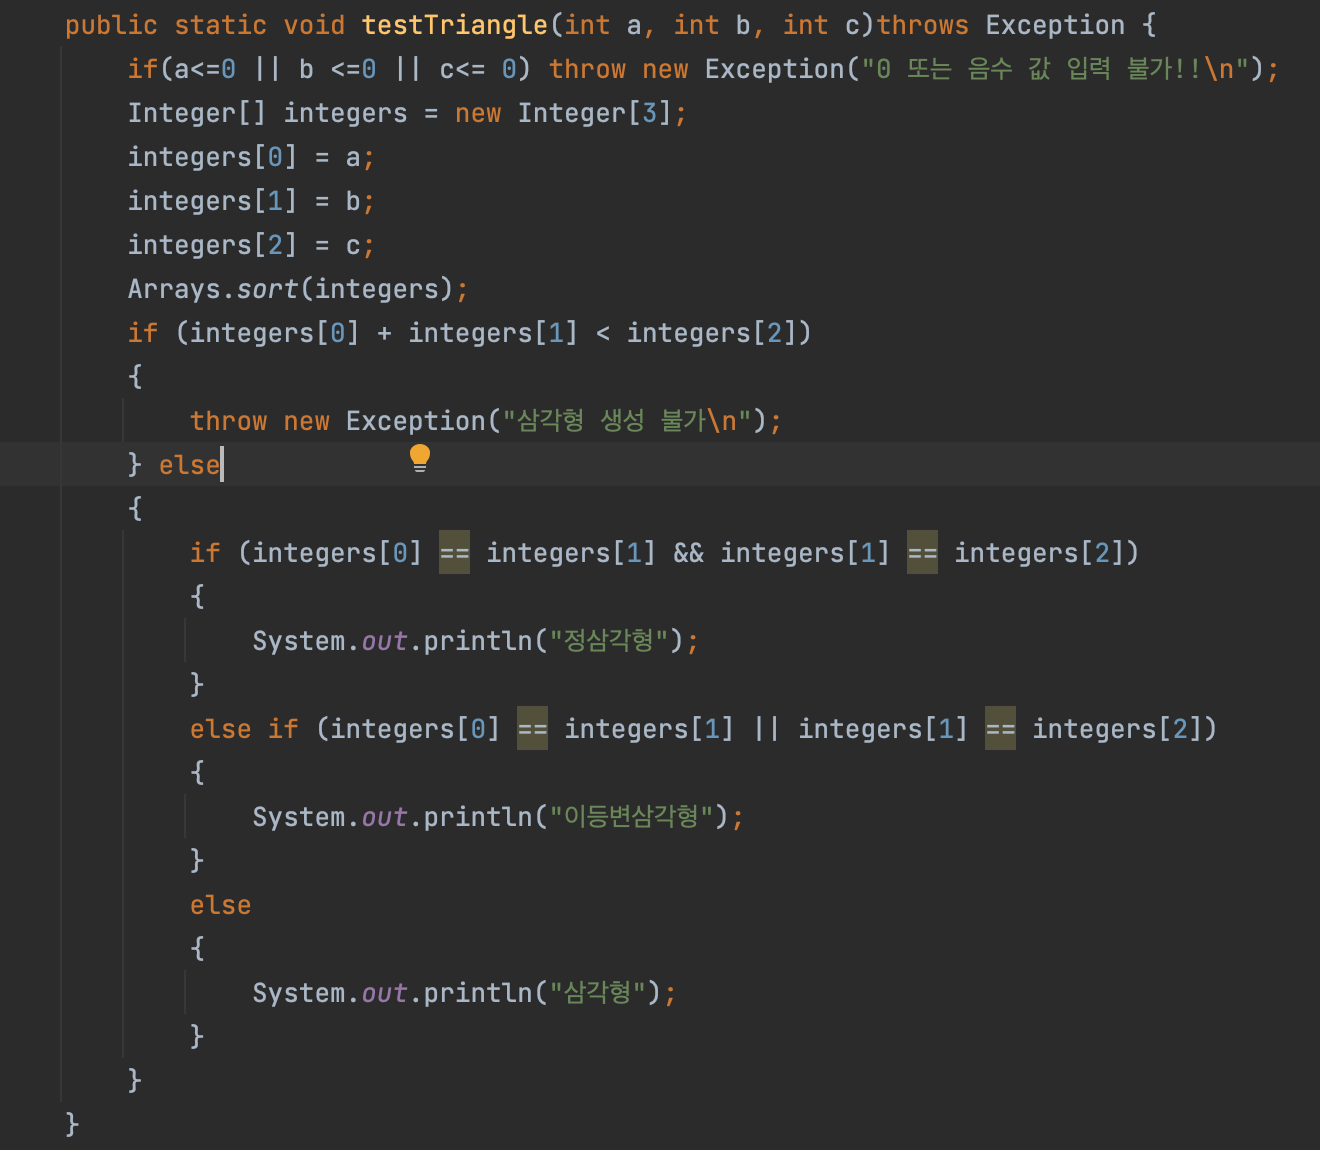 public static void testTriangle(int a, int b, int c)throws Exception {
if(a<=0 || b <=0 || c<= 0) throw new Exception("0 또는 음수 값 입력 불가!!\n");
Integer[] integers = new Integer[3];
integers[0] = a;
integers[1] = b;
integers[2] = c;
Arrays.sort(integers);
if (integers[0] + integers[1] < integers[2])
{
throw new Exception("삼각형 생성 불가\n");
} else
{
if (integers[0] == integers[1] && integers[1] == integers[2])
{
System.out.println("정삼각형");
}
else if (integers[0] == integers[1] || integers[1] == integers[2])
{
System.out.println("이등변삼각형");
}
else
{
System.out.println("삼각형");
}
}
}